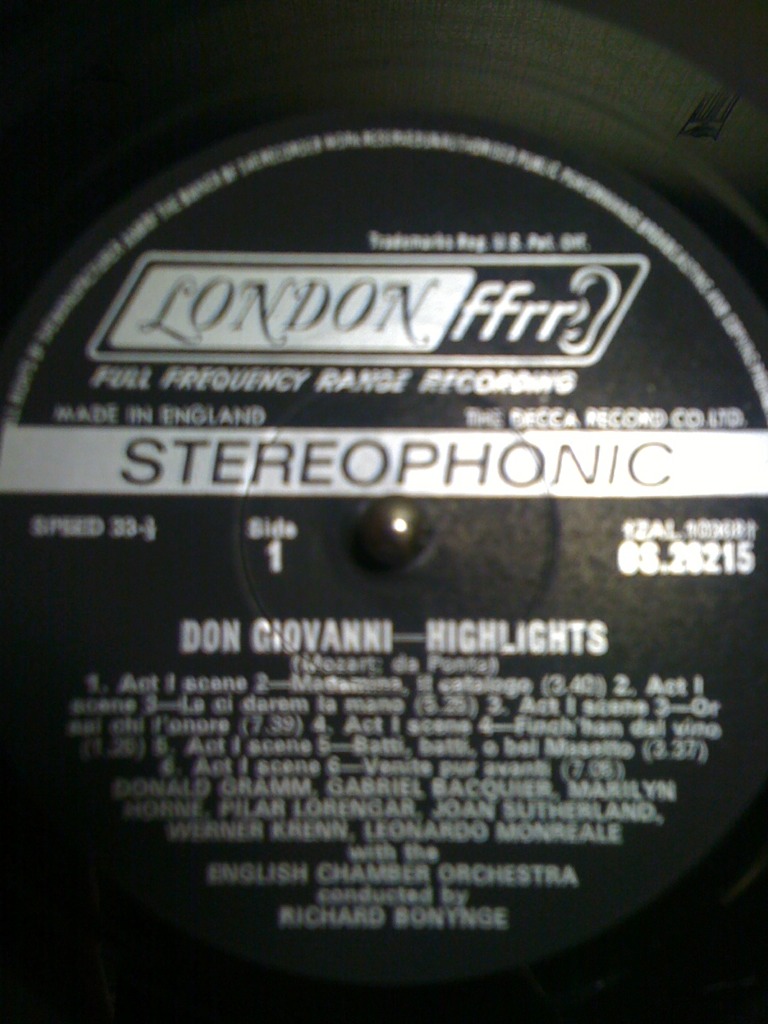 Trademarks Reg. U.S. Pat. Off.
LONDON ffrr
FULL FREQUENCY RANGE RECORDING
MADE IN ENGLAND THE DECCA RECORD CO. LTD.
STEREOPHONIC
SPEED 33⅓ Side
1
OS.26215
DON GIOVANNI—HIGHLIGHTS
(Mozart: da Ponte)
1. Act I scene 2—Madamina, il catalogo (3.40) 2. Act I
scene 3—La ci darem la mano (3.25) 3. Act I scene 3—Or
sai chi l'onore (7.39) 4. Act I scene 4—Finch'han dal vino
5. Act I scene 5—Batti, batti, o bel Masetto (3.37)
6. Act I scene 6—Venite pur avanti
DONALD GRAMM, GABRIEL BACQUIER, MARILYN
HORNE, PILAR LORENGAR, JOAN SUTHERLAND,
WERNER KRENN, LEONARDO MONREALE
with the
ENGLISH CHAMBER ORCHESTRA
conducted by
RICHARD BONYNGE